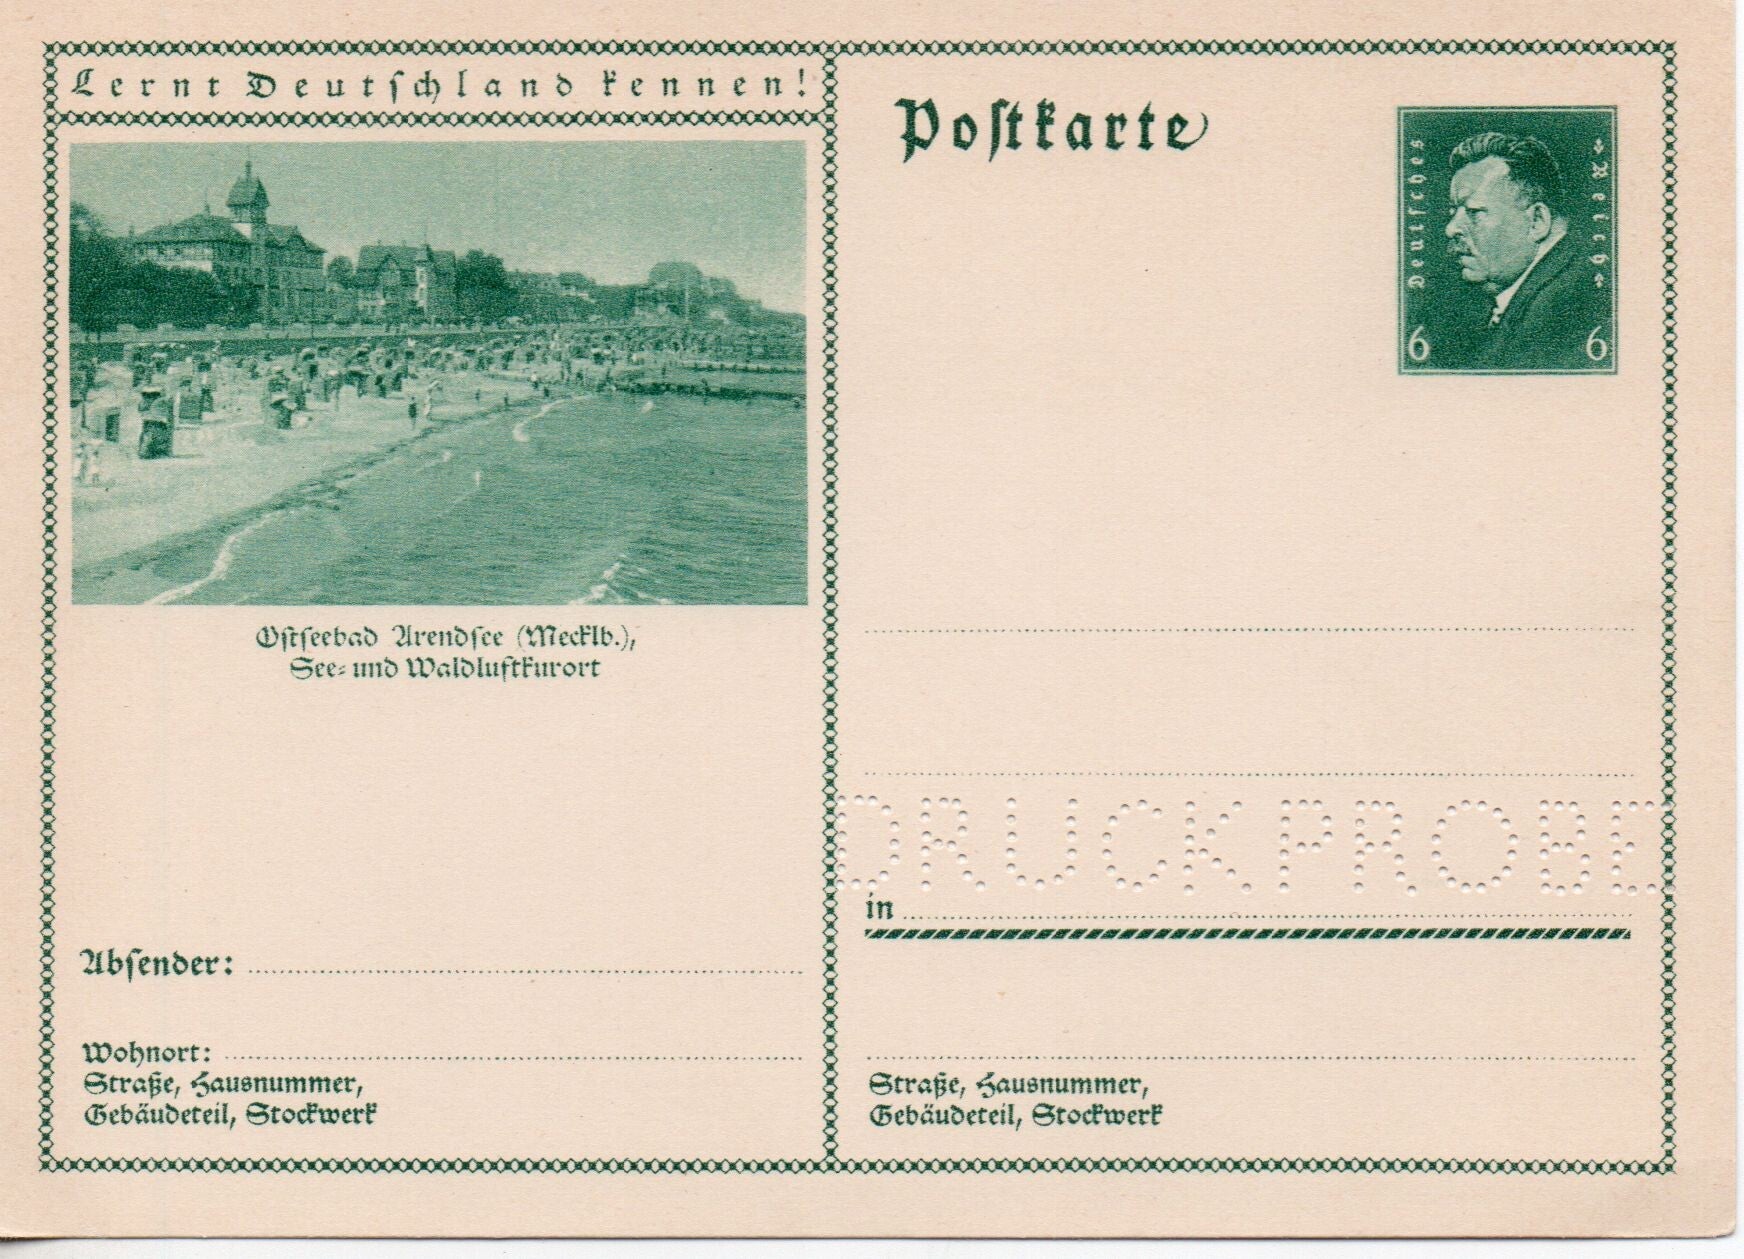 Lernt Deutſchland kennen!
Poſtkarte
Deutſches
Reich
6 6
Oſtſeebad Arendſee (Mecklb.),
See- und Waldluftkurort
DRUCKPROBE
in
Abſender:
Wohnort:
Straße, Hausnummer,
Gebäudeteil, Stockwerk
Straße, Hausnummer,
Gebäudeteil, Stockwerk